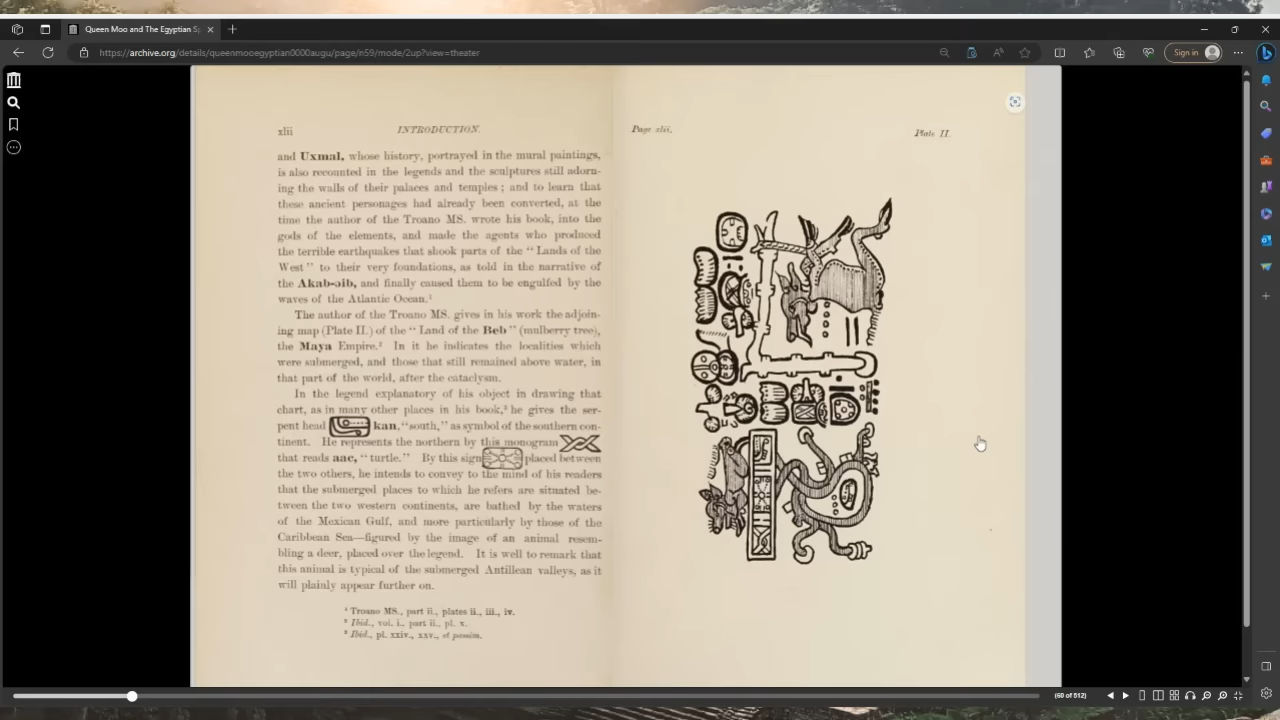 Queen Moo and The Egyptian S
https://archive.org/details/queenmooegyptian0000augu/page/n59/mode/2up?view=theater
Sign in
xlii INTRODUCTION.
and Uxmal, whose history, portrayed in the mural paintings,
is also recounted in the legends and the sculptures still adorn-
ing the walls of their palaces and temples; and to learn that
these ancient personages had already been converted, at the
time the author of the Troano MS. wrote his book, into the
gods of the elements, and made the agents who produced
the terrible earthquakes that shook parts of the "Lands of the
West" to their very foundations, as told in the narrative of
the Akab-ɔib, and finally caused them to be engulfed by the
waves of the Atlantic Ocean.¹
The author of the Troano MS. gives in his work the adjoin-
ing map (Plate II.) of the "Land of the Beb" (mulberry tree),
the Maya Empire.² In it he indicates the localities which
were submerged, and those that still remained above water, in
that part of the world, after the cataclysm.
In the legend explanatory of his object in drawing that
chart, as in many other places in his book,³ he gives the ser-
pent head kan, "south," as symbol of the southern con-
tinent. He represents the northern by this monogram
that reads aac, "turtle." By this sign placed between
the two others, he intends to convey to the mind of his readers
that the submerged places to which he refers are situated be-
tween the two western continents, are bathed by the waters
of the Mexican Gulf, and more particularly by those of the
Caribbean Sea—figured by the image of an animal resem-
bling a deer, placed over the legend. It is well to remark that
this animal is typical of the submerged Antillean valleys, as it
will plainly appear further on.
¹ Troano MS., part ii., plates ii., iii., iv.
² Ibid., vol. i., part ii., pl. x.
³ Ibid., pl. xxiv., xxv., et passim.
Page xlii.
Plate II.
(60 of 512)